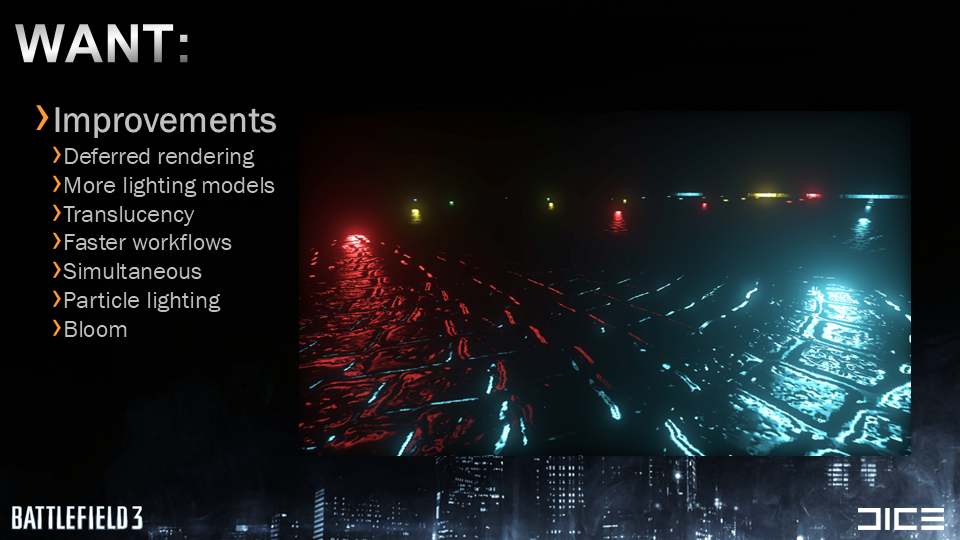 WANT:
Improvements
Deferred rendering
More lighting models
Translucency
Faster workflows
Simultaneous
Particle lighting
Bloom
BATTLEFIELD 3
DICE